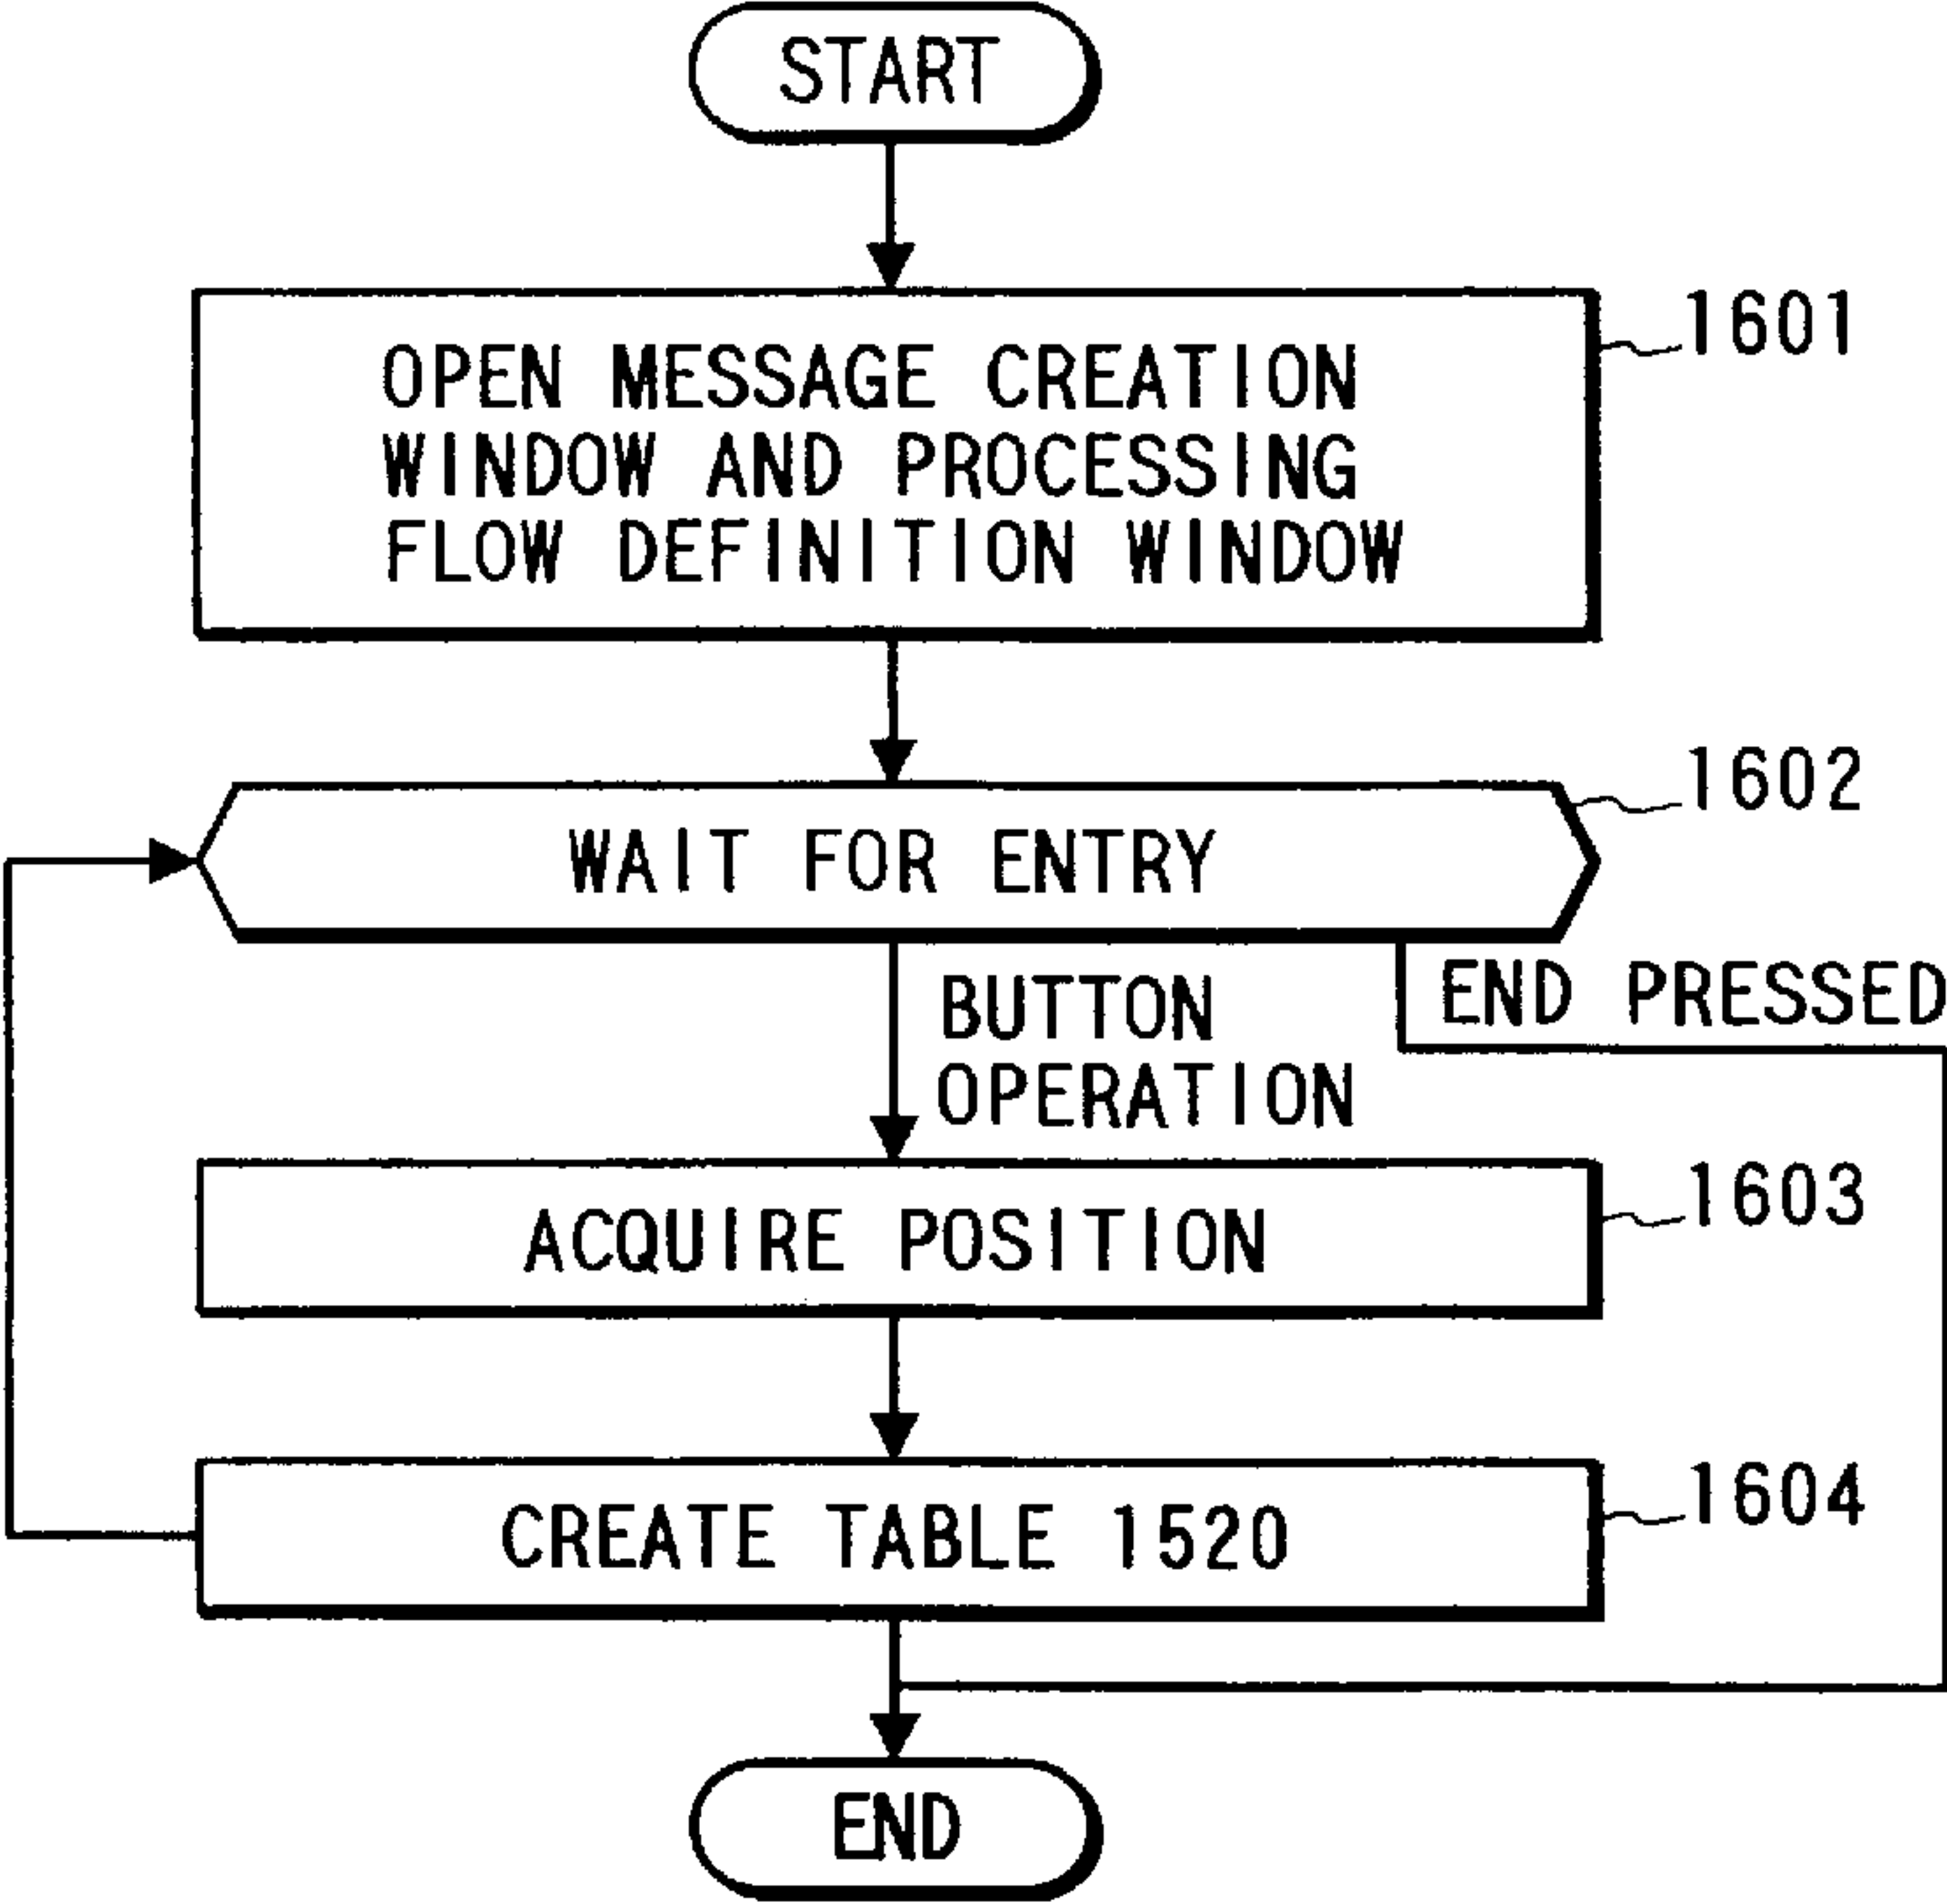 START
OPEN MESSAGE CREATION
WINDOW AND PROCESSING
FLOW DEFINITION WINDOW
1601
WAIT FOR ENTRY
1602
BUTTON
OPERATION
END PRESSED
ACQUIRE POSITION
1603
CREATE TABLE 1520
1604
END